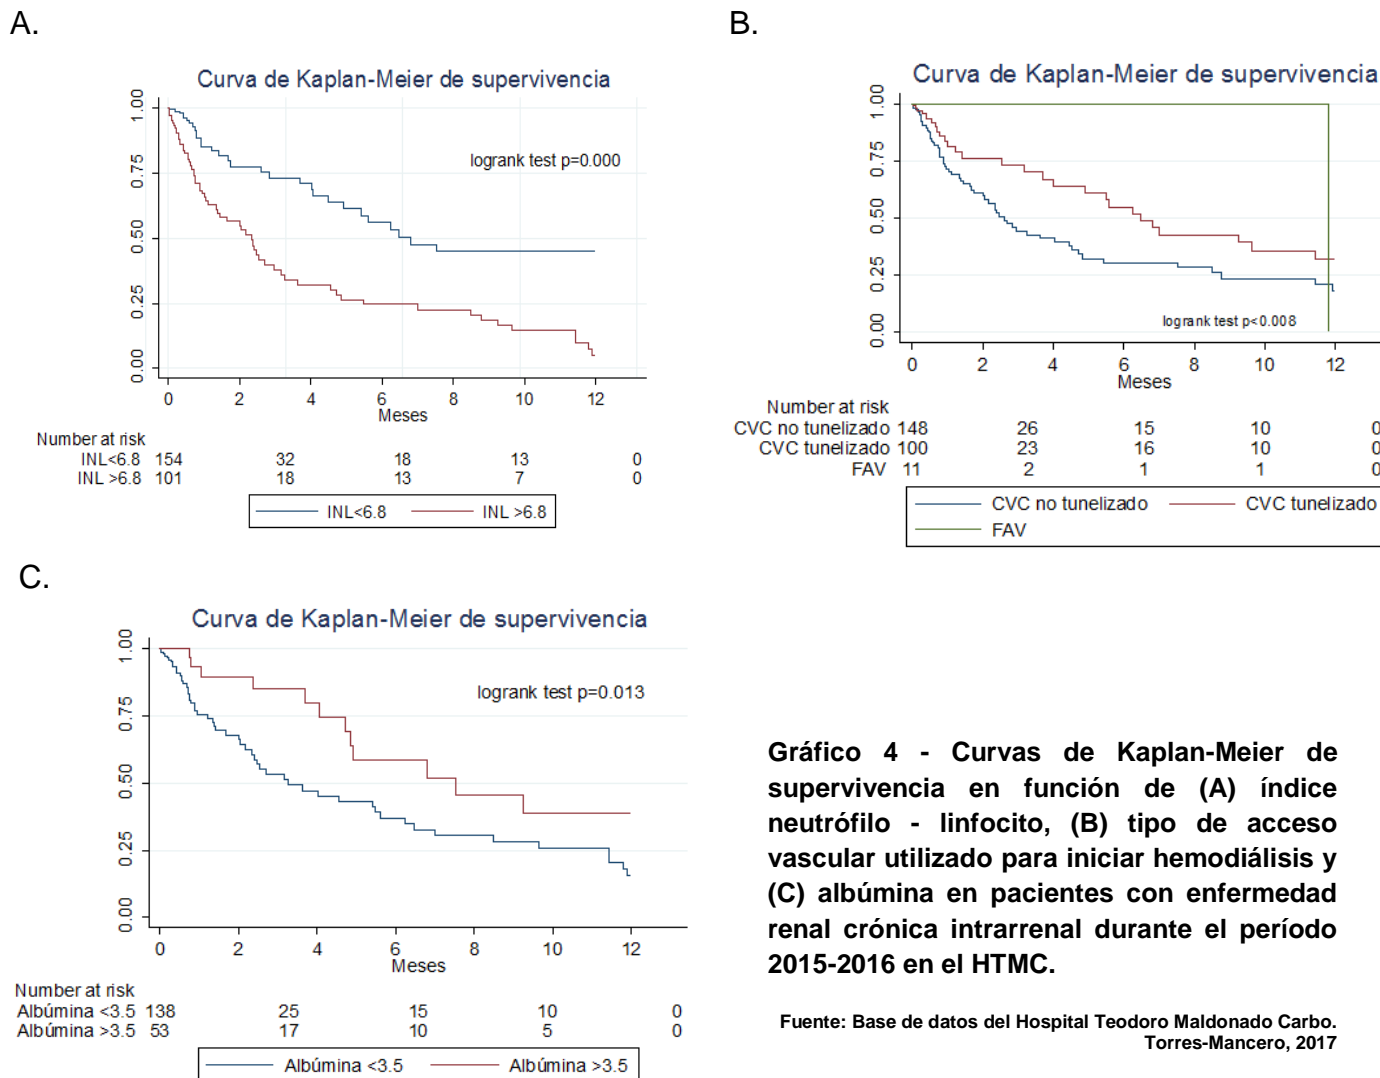 A.
Curva de Kaplan-Meier de supervivencia
1.00
0.75
0.50
0.25
0.00
logrank test p=0.000
0 2 4 6 8 10 12
Meses
Number at risk
INL<6.8 154 32 18 13 0
INL >6.8 101 18 13 7 0
INL<6.8 INL >6.8
B.
Curva de Kaplan-Meier de supervivencia
1.00
0.75
0.50
0.25
0.00
logrank test p<0.008
0 2 4 6 8 10 12
Meses
Number at risk
CVC no tunelizado 148 26 15 10 0
CVC tunelizado 100 23 16 10 0
FAV 11 2 1 1 0
CVC no tunelizado CVC tunelizado
FAV
C.
Curva de Kaplan-Meier de supervivencia
1.00
0.75
0.50
0.25
0.00
logrank test p=0.013
0 2 4 6 8 10 12
Meses
Number at risk
Albúmina <3.5 138 25 15 10 0
Albúmina >3.5 53 17 10 5 0
Albúmina <3.5 Albúmina >3.5
Gráfico 4 - Curvas de Kaplan-Meier de
supervivencia en función de (A) índice
neutrófilo - linfocito, (B) tipo de acceso
vascular utilizado para iniciar hemodiálisis y
(C) albúmina en pacientes con enfermedad
renal crónica intrarrenal durante el período
2015-2016 en el HTMC.
Fuente: Base de datos del Hospital Teodoro Maldonado Carbo.
Torres-Mancero, 2017